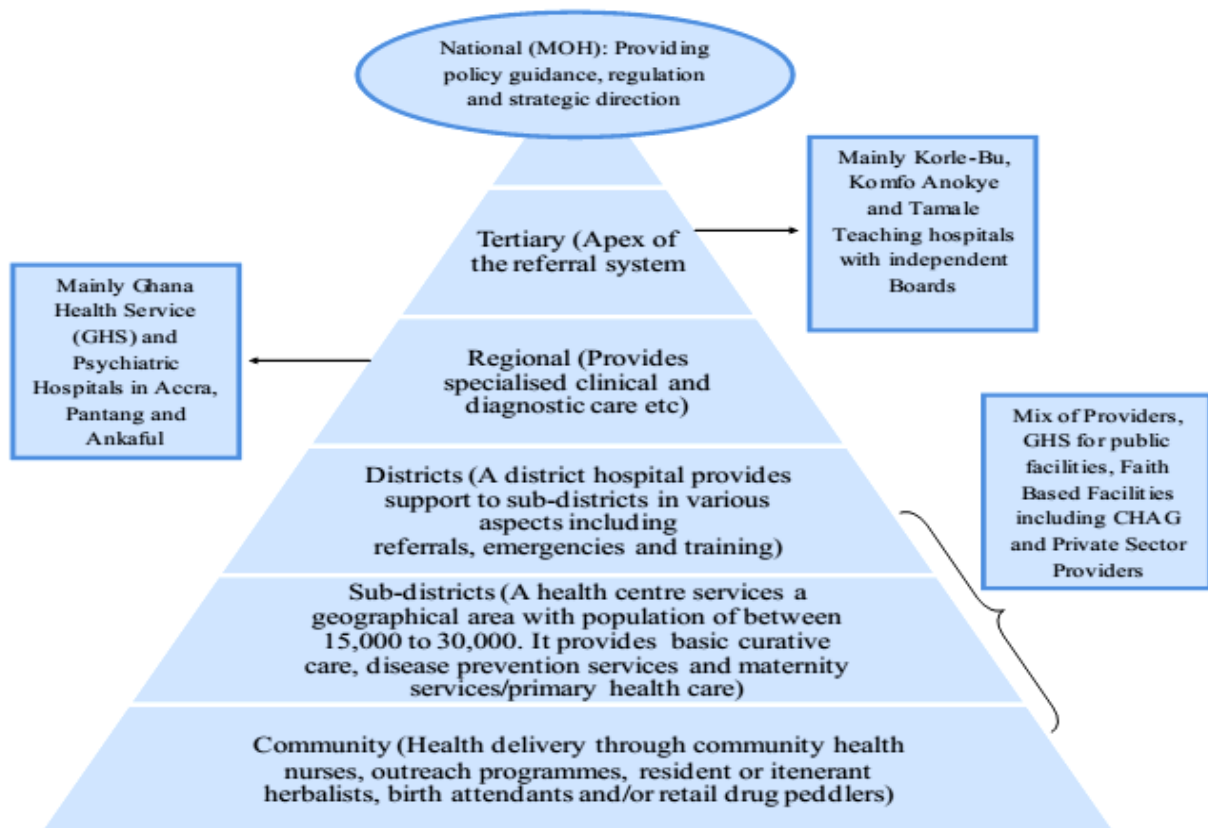 National (MOH): Providing
policy guidance, regulation
and strategic direction
Mainly Korle-Bu,
Komfo Anokye
and Tamale
Teaching hospitals
with independent
Boards
Tertiary (Apex of
the referral system
Mainly Ghana
Health Service
(GHS) and
Psychiatric
Hospitals in Accra,
Pantang and
Ankaful
Regional (Provides
specialised clinical and
diagnostic care etc)
Mix of Providers,
GHS for public
facilities, Faith
Based Facilities
including CHAG
and Private Sector
Providers
Districts (A district hospital provides
support to sub-districts in various
aspects including
referrals, emergencies and training)
Sub-districts (A health centre services a
geographical area with population of between
15,000 to 30,000. It provides basic curative
care, disease prevention services and maternity
services/primary health care)
Community (Health delivery through community health
nurses, outreach programmes, resident or itenerant
herbalists, birth attendants and/or retail drug peddlers)